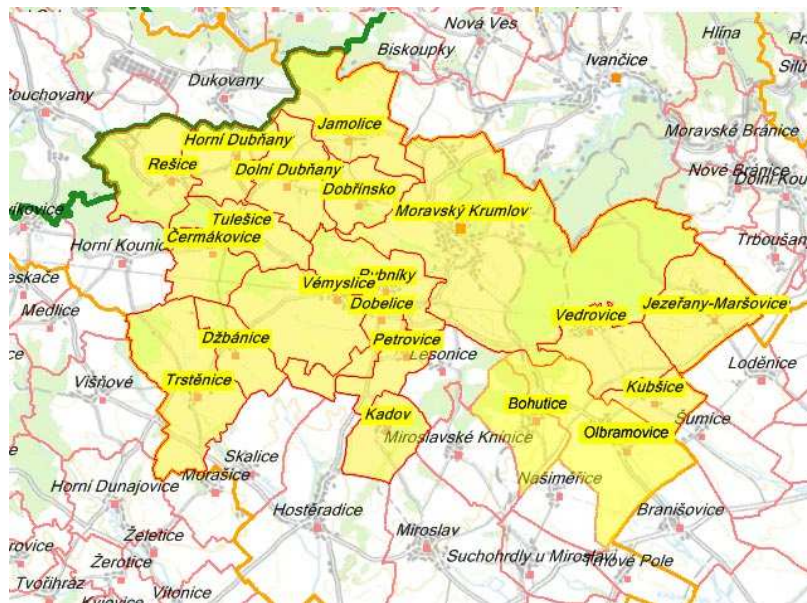 Nová Ves
Hlína
Biskoupky
Ivančice
Dukovany
Jamolice
Horní Dubňany
Moravské Bránice
Rešice
Dolní Dubňany
Nové Bránice
Dobřínsko
Tulešice
Moravský Krumlov
Čermákovice
Horní Kounic
Vémyslice
Rybníky
Dobelice
Medlice
Jezeřany-Maršovice
Vedrovice
Džbánice
Petrovice
Lesonice
Loděnice
Višňové
Trstěnice
Kubšice
Kadov
Bohutice
Olbramovice
Šumice
Miroslavské Knínice
Skalice
Morašice
Našiměřice
Horní Dunajovice
Hostěradice
Branišovice
Želetice
Miroslav
Žerotice
Suchohrdly u Miroslavi
Trnové Pole
Tvořihráz
Vítonice